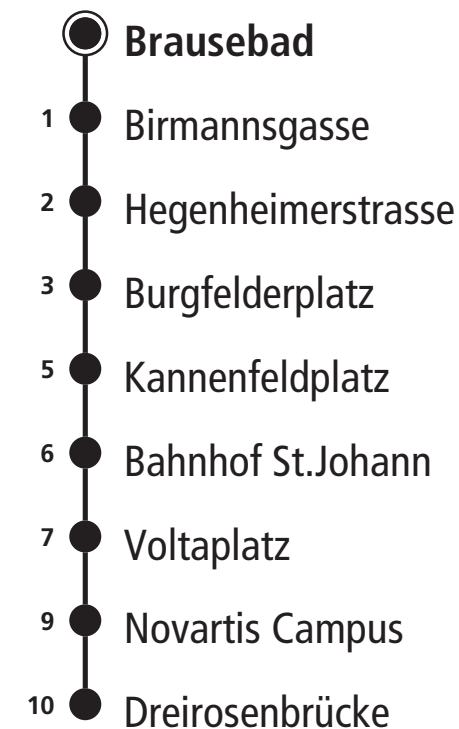 Brausebad
1 Birmannsgasse
2 Hegenheimerstrasse
3 Burgfelderplatz
5 Kannenfeldplatz
6 Bahnhof St.Johann
7 Voltaplatz
9 Novartis Campus
10 Dreirosenbrücke